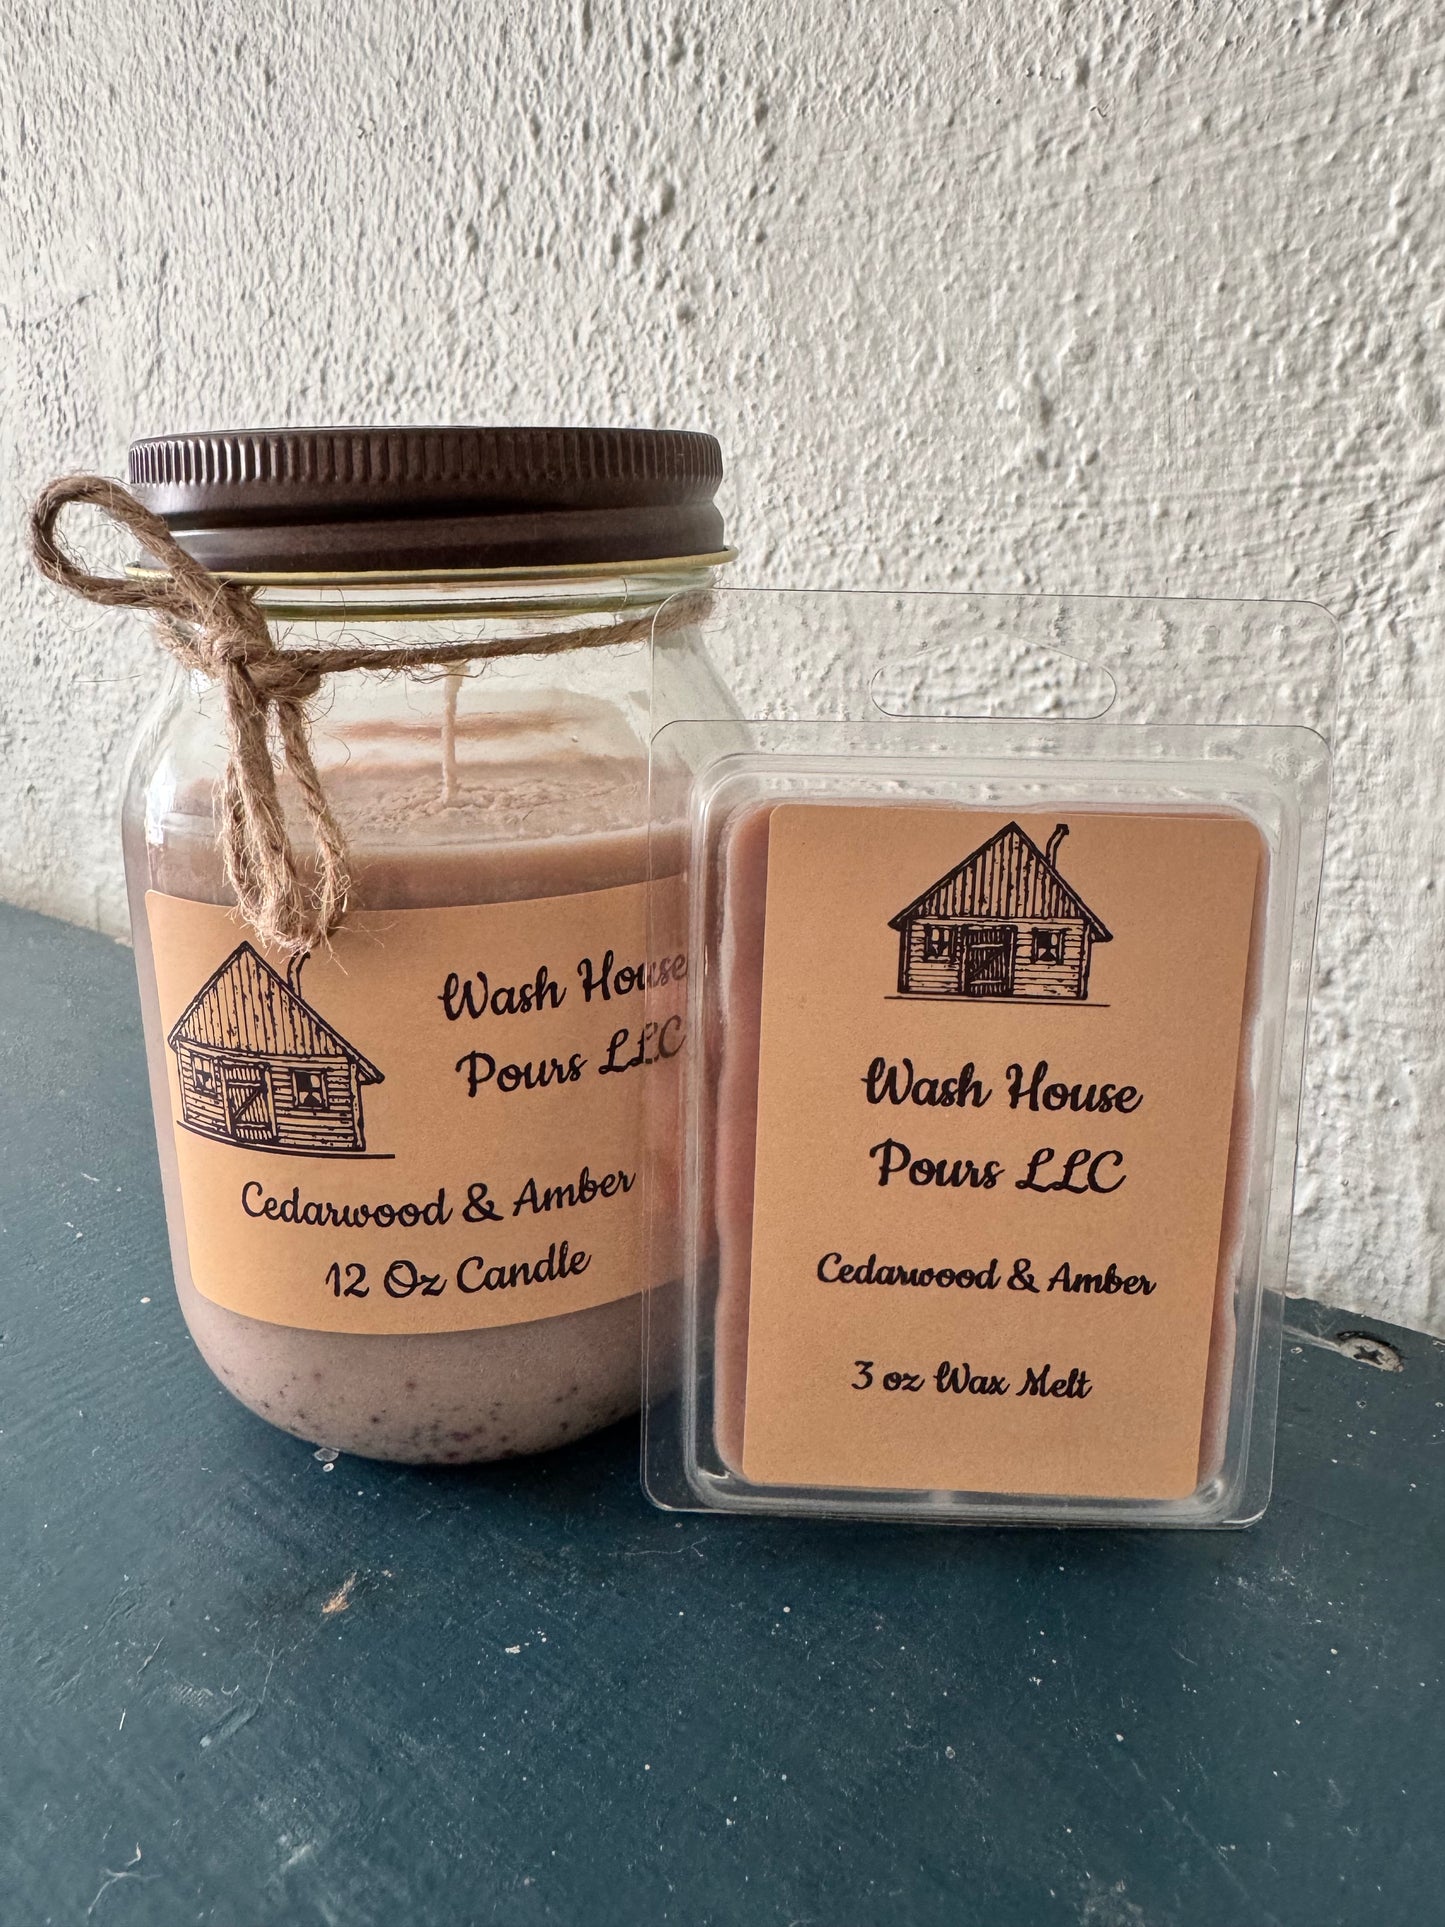 Wash House
Pours LLC
Cedarwood & Amber
12 Oz Candle
Wash House
Pours LLC
Cedarwood & Amber
3 oz Wax Melt